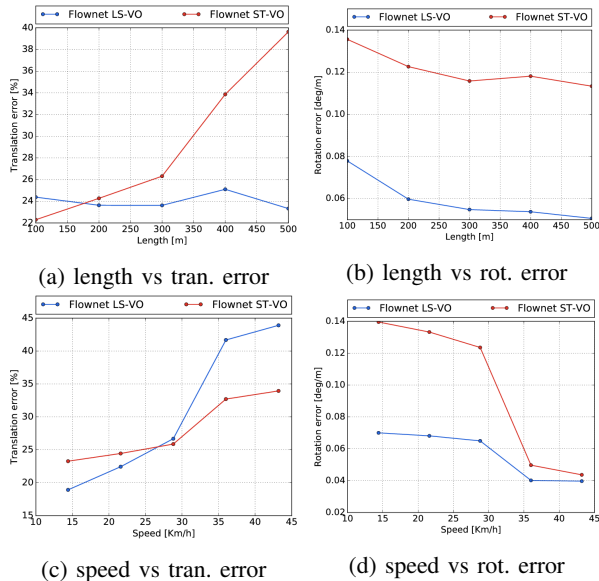 Flownet LS-VO Flownet ST-VO
Translation error [%]
40
38
36
34
32
30
28
26
24
22
100 150 200 250 300 350 400 450 500
Length [m]
(a) length vs tran. error
Flownet LS-VO Flownet ST-VO
Rotation error [deg/m]
0.14
0.12
0.10
0.08
0.06
100 150 200 250 300 350 400 450 500
Length [m]
(b) length vs rot. error
Flownet LS-VO Flownet ST-VO
Translation error [%]
45
40
35
30
25
20
15
10 15 20 25 30 35 40 45
Speed [Km/h]
(c) speed vs tran. error
Flownet LS-VO Flownet ST-VO
Rotation error [deg/m]
0.14
0.12
0.10
0.08
0.06
0.04
0.02
10 15 20 25 30 35 40 45
Speed [Km/h]
(d) speed vs rot. error